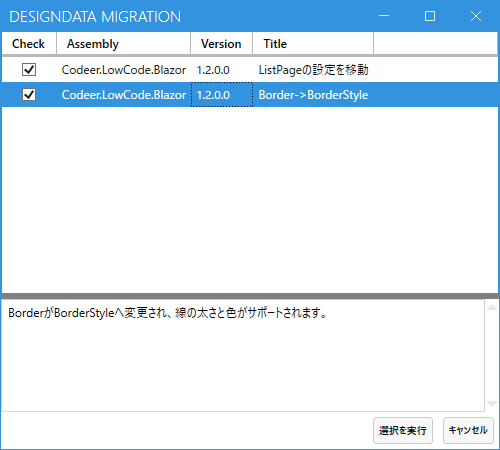 DESIGNDATA MIGRATION
Check Assembly Version Title
Codeer.LowCode.Blazor 1.2.0.0 ListPageの設定を移動
Codeer.LowCode.Blazor 1.2.0.0 Border->BorderStyle
BorderがBorderStyleへ変更され、線の太さと色がサポートされます。
選択を実行 キャンセル